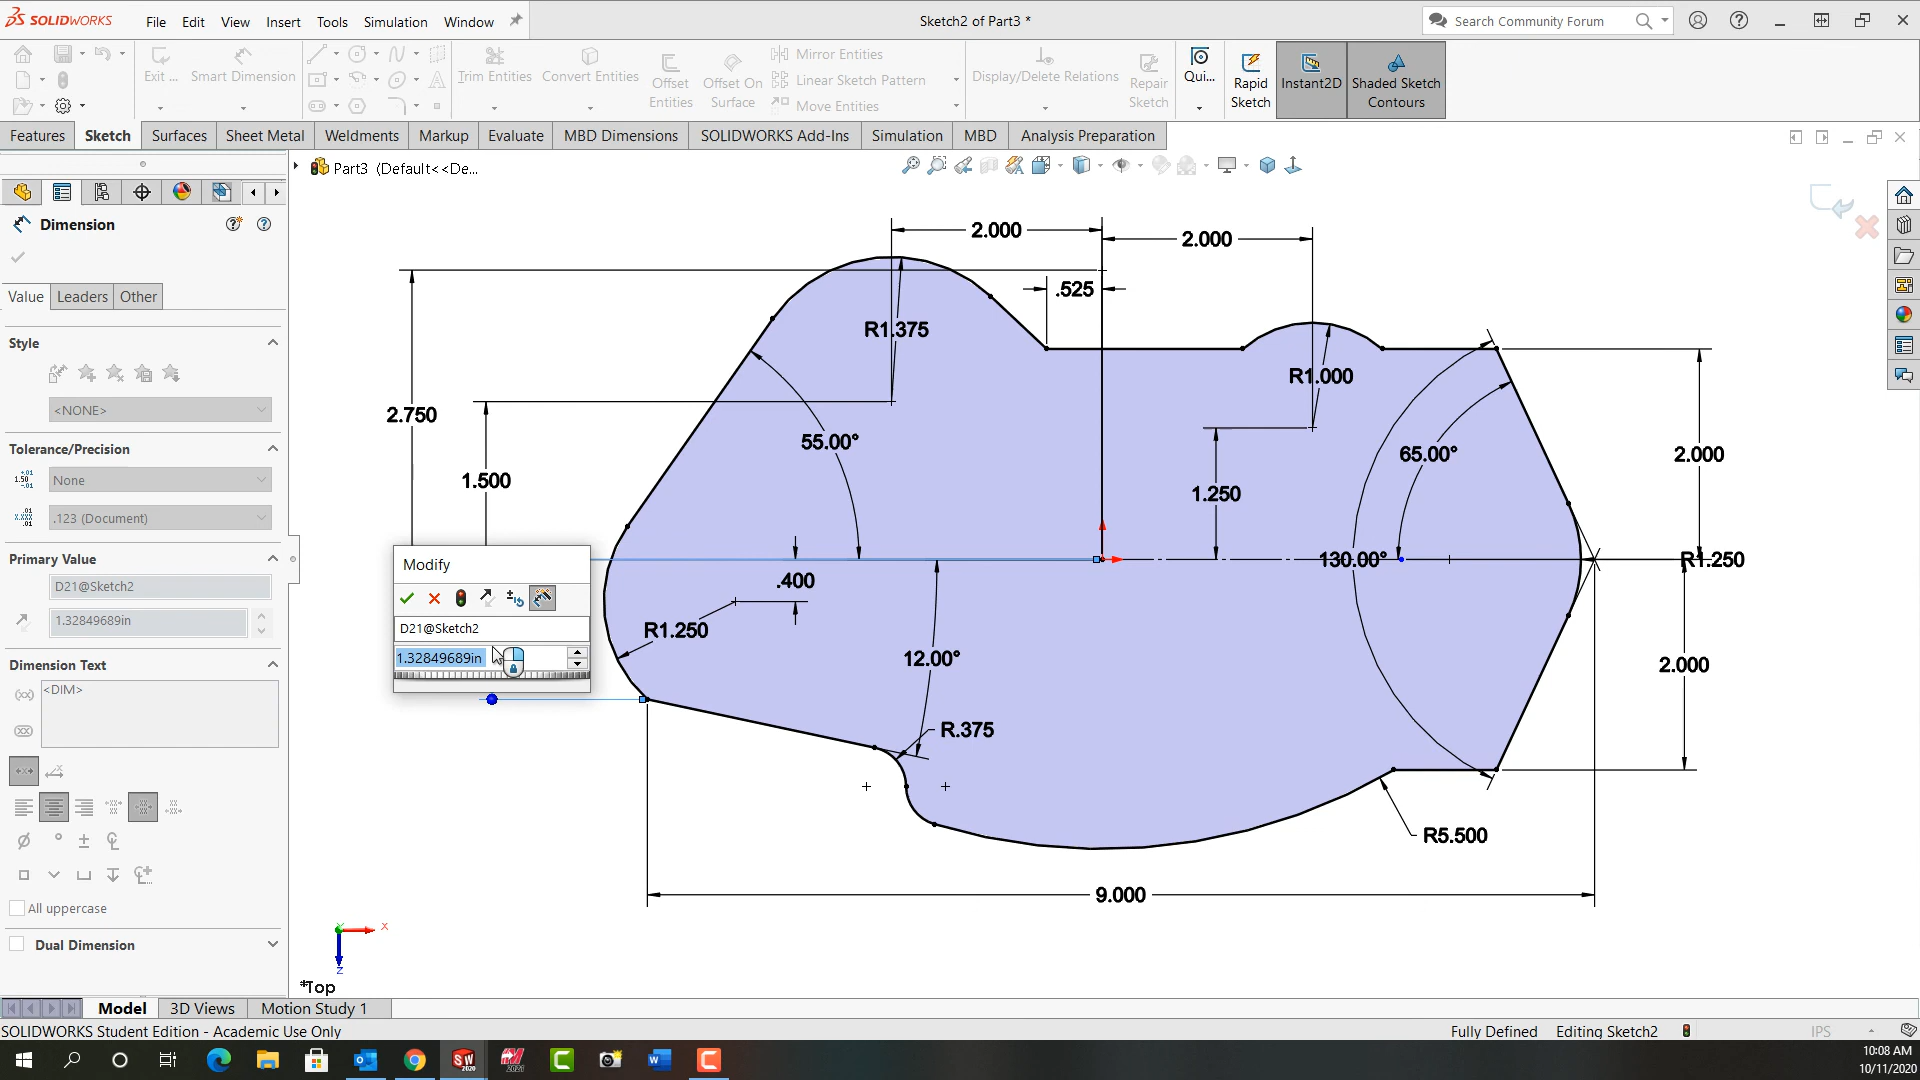 SOLIDWORKS
File Edit View Insert Tools Simulation Window
Sketch2 of Part3 *
Search Community Forum
Exit ...
Smart Dimension
Trim Entities
Convert Entities
Offset Entities
Offset On Surface
Mirror Entities
Linear Sketch Pattern
Move Entities
Display/Delete Relations
Repair Sketch
Qui...
Rapid Sketch
Instant2D
Shaded Sketch Contours
Features Sketch Surfaces Sheet Metal Weldments Markup Evaluate MBD Dimensions SOLIDWORKS Add-Ins Simulation MBD Analysis Preparation
Part3 (Default<<De...
Dimension
Value Leaders Other
Style
<NONE>
Tolerance/Precision
None
.123 (Document)
Primary Value
D21@Sketch2
1.32849689in
Dimension Text
<DIM>
All uppercase
Dual Dimension
2.000
2.000
.525
R1.375
R1.000
2.750
55.00°
65.00°
2.000
1.500
1.250
130.00°
R1.250
.400
R1.250
12.00°
2.000
R.375
R5.500
9.000
Modify
D21@Sketch2
1.32849689in
X
Z
*Top
Model 3D Views Motion Study 1
SOLIDWORKS Student Edition - Academic Use Only
Fully Defined Editing Sketch2 IPS
10:08 AM
10/11/2020